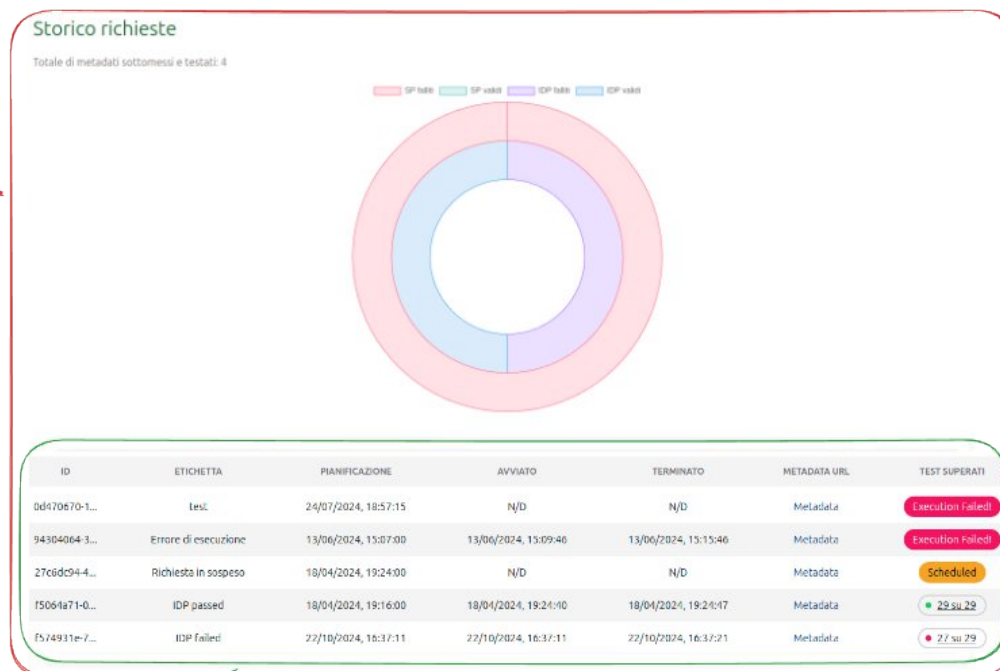 Storico richieste
Totale di metadati sottomessi e testati: 4
SP falliti SP validi IDP falliti IDP validi
ID ETICHETTA PIANIFICAZIONE AVVIATO TERMINATO METADATA URL TEST SUPERATI
0d470670-1... test 24/07/2024, 18:57:15 N/D N/D Metadata Execution Failed!
94304064-3... Errore di esecuzione 13/06/2024, 15:07:00 13/06/2024, 15:09:46 13/06/2024, 15:15:46 Metadata Execution Failed!
27c6dc94-4... Richiesta in sospeso 18/04/2024, 19:24:00 N/D N/D Metadata Scheduled
f5064a71-0... IDP passed 18/04/2024, 19:16:00 18/04/2024, 19:24:40 18/04/2024, 19:24:47 Metadata 29 su 29
f574931e-7... IDP failed 22/10/2024, 16:37:11 22/10/2024, 16:37:11 22/10/2024, 16:37:21 Metadata 27 su 29